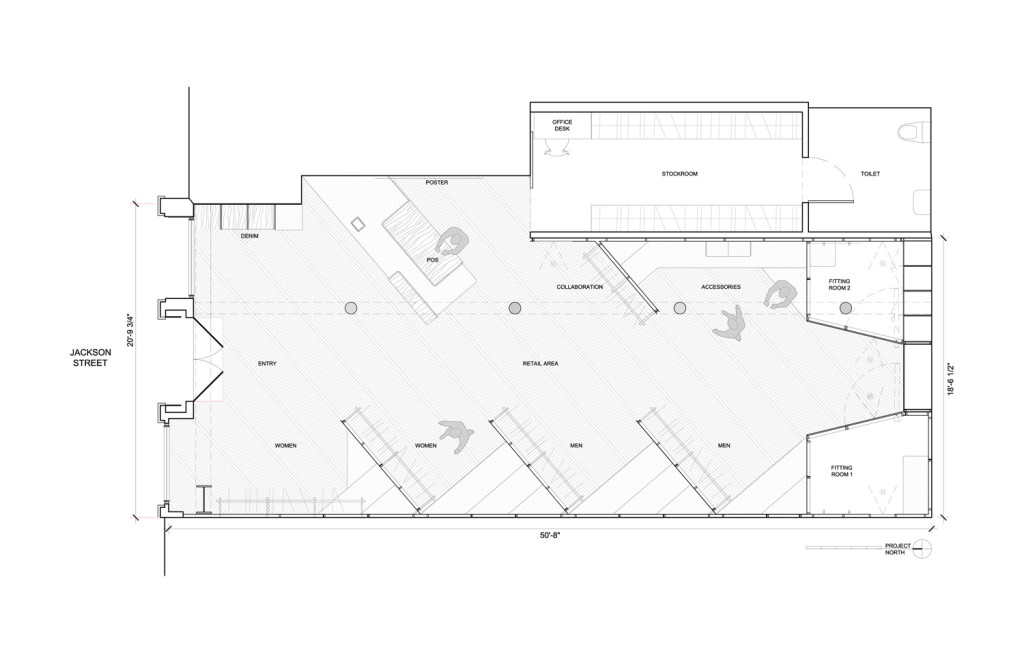 OFFICE
DESK
STOCKROOM
TOILET
POSTER
DENIM
POS
COLLABORATION
ACCESSORIES
FITTING
ROOM 2
20'-9 3/4"
JACKSON
STREET
ENTRY
RETAIL AREA
18'-6 1/2"
WOMEN
WOMEN
MEN
MEN
FITTING
ROOM 1
50'-8"
PROJECT
NORTH